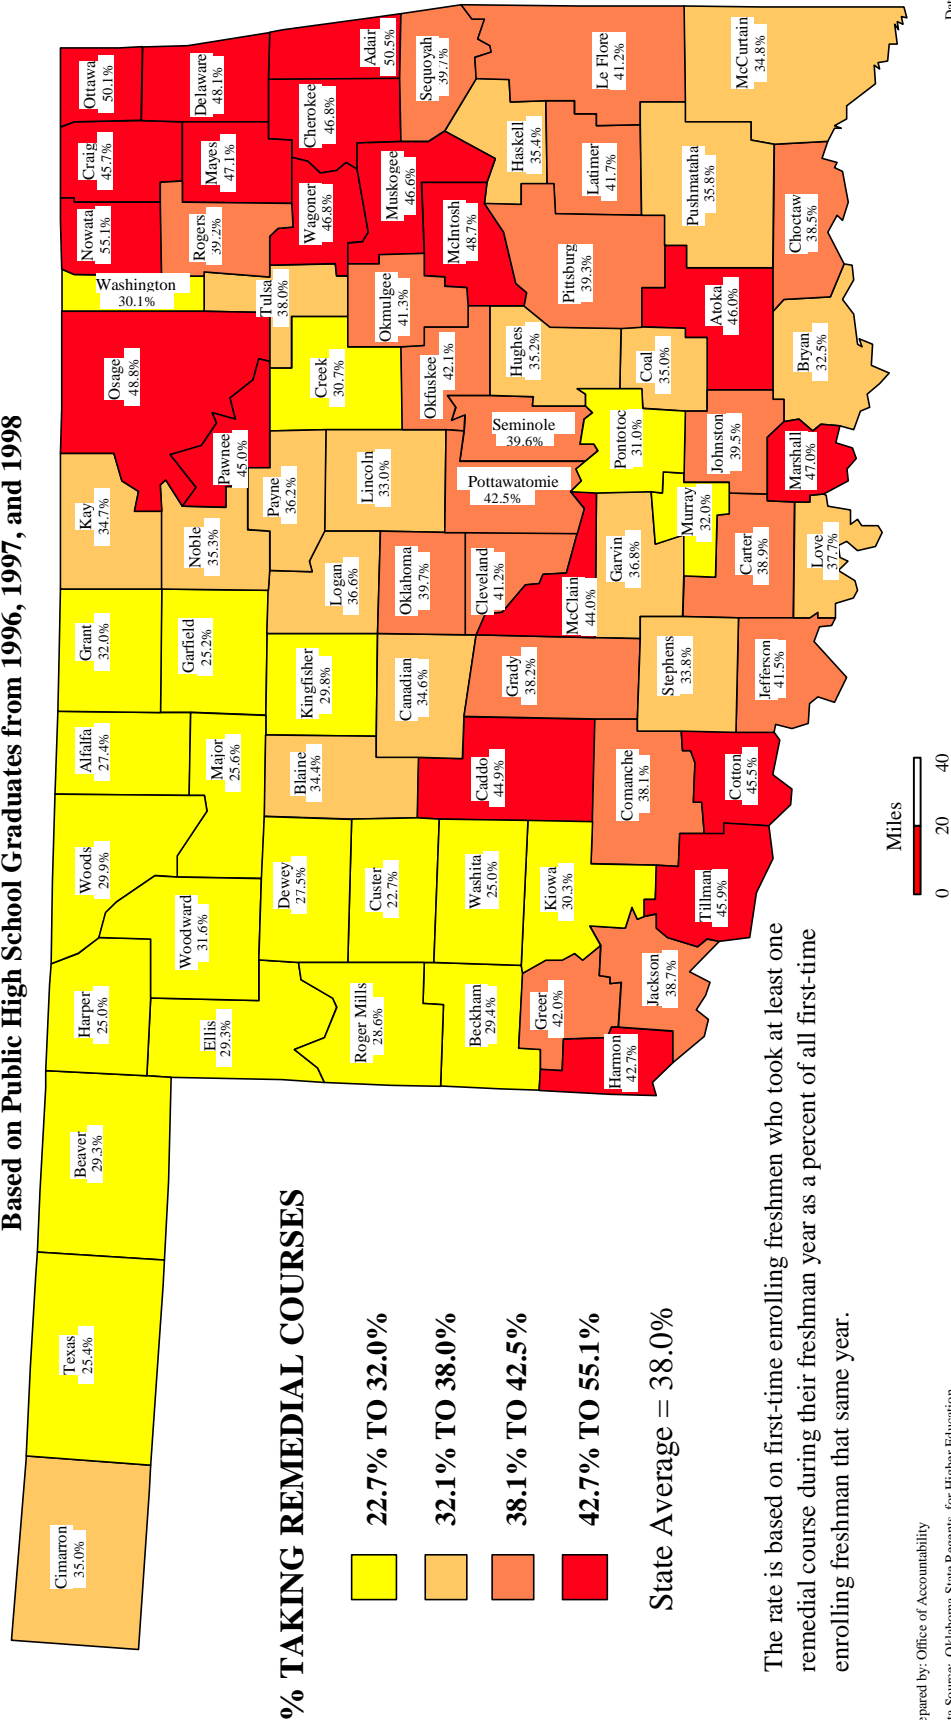 Based on Public High School Graduates from 1996, 1997, and 1998
Cimarron
35.0%
Texas
25.4%
Beaver
29.3%
Harper
25.0%
Woods
29.9%
Alfalfa
27.4%
Grant
32.0%
Kay
34.7%
Osage
48.8%
Washington
30.1%
Nowata
55.1%
Craig
45.7%
Ottawa
50.1%
Ellis
29.3%
Woodward
31.6%
Major
25.6%
Garfield
25.2%
Noble
35.3%
Pawnee
45.0%
Rogers
39.2%
Mayes
47.1%
Delaware
48.1%
Roger Mills
28.6%
Dewey
27.5%
Blaine
34.4%
Kingfisher
29.8%
Logan
36.6%
Payne
36.2%
Creek
30.7%
Tulsa
38.0%
Wagoner
46.8%
Cherokee
46.8%
Adair
50.5%
Custer
22.7%
Canadian
34.6%
Oklahoma
39.7%
Lincoln
33.0%
Okfuskee
42.1%
Okmulgee
41.3%
Muskogee
46.6%
Sequoyah
39.7%
Beckham
29.4%
Washita
25.0%
Caddo
44.9%
Grady
38.2%
Cleveland
41.2%
Pottawatomie
42.5%
Seminole
39.6%
Hughes
35.2%
McIntosh
48.7%
Haskell
35.4%
Greer
42.0%
Kiowa
30.3%
McClain
44.0%
Garvin
36.8%
Pontotoc
31.0%
Coal
35.0%
Pittsburg
39.3%
Latimer
41.7%
Le Flore
41.2%
Harmon
42.7%
Jackson
38.7%
Tillman
45.9%
Comanche
38.1%
Cotton
45.5%
Stephens
33.8%
Jefferson
41.5%
Murray
32.0%
Carter
38.9%
Love
37.7%
Johnston
39.5%
Marshall
47.0%
Atoka
46.0%
Bryan
32.5%
Pushmataha
35.8%
Choctaw
38.5%
McCurtain
34.8%
% TAKING REMEDIAL COURSES
22.7% TO 32.0%
32.1% TO 38.0%
38.1% TO 42.5%
42.7% TO 55.1%
State Average = 38.0%
The rate is based on first-time enrolling freshmen who took at least one
remedial course during their freshman year as a percent of all first-time
enrolling freshman that same year.
Miles
0 20 40
epared by: Office of Accountability
ta Source: Oklahoma State Regents for Higher Education